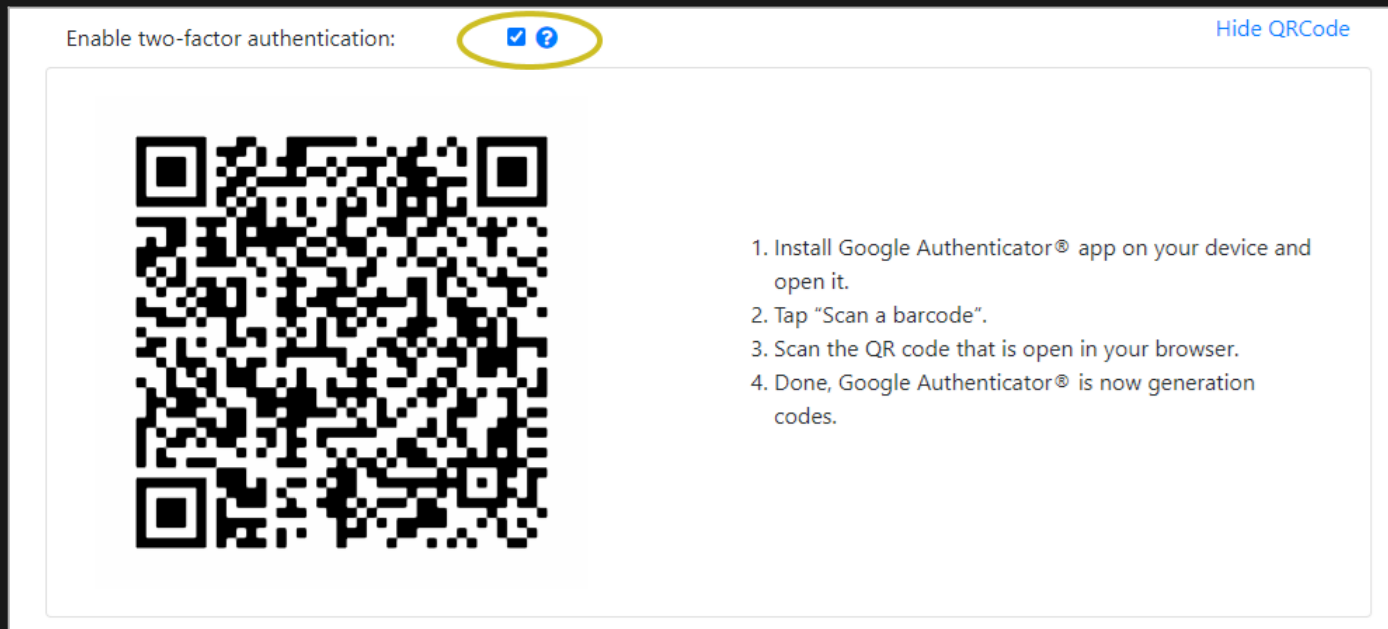 Enable two-factor authentication:
Hide QRCode
1. Install Google Authenticator® app on your device and
open it.
2. Tap “Scan a barcode”.
3. Scan the QR code that is open in your browser.
4. Done, Google Authenticator® is now generation
codes.